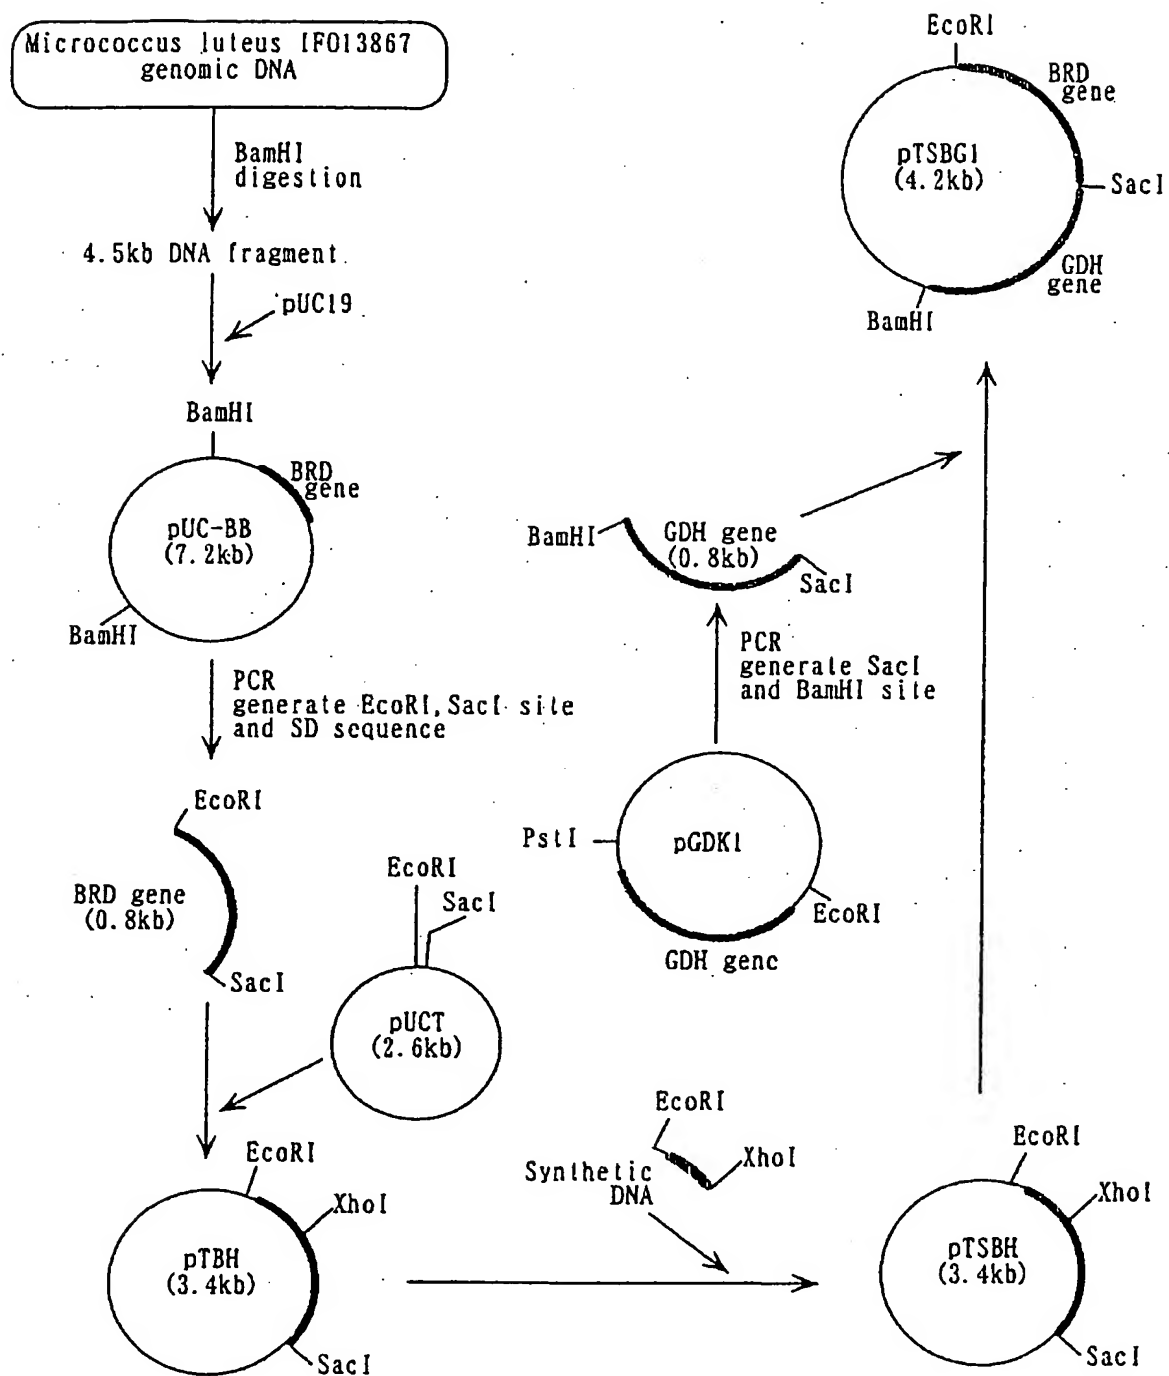 Micrococcus luteus IFO13867
genomic DNA
BamHI
digestion
4.5kb DNA fragment
pUC19
BamHI
BRD
gene
pUC-BB
(7.2kb)
BamHI
PCR
generate EcoRI, SacI site
and SD sequence
EcoRI
BRD gene
(0.8kb)
SacI
EcoRI
SacI
pUCT
(2.6kb)
EcoRI
XhoI
pTBH
(3.4kb)
SacI
EcoRI
XhoI
Synthetic
DNA
EcoRI
XhoI
pTSBH
(3.4kb)
SacI
PstI
pGDK1
EcoRI
GDH gene
PCR
generate SacI
and BamHI site
BamHI
GDH gene
(0.8kb)
SacI
EcoRI
BRD
gene
pTSBG1
(4.2kb)
SacI
GDH
gene
BamHI